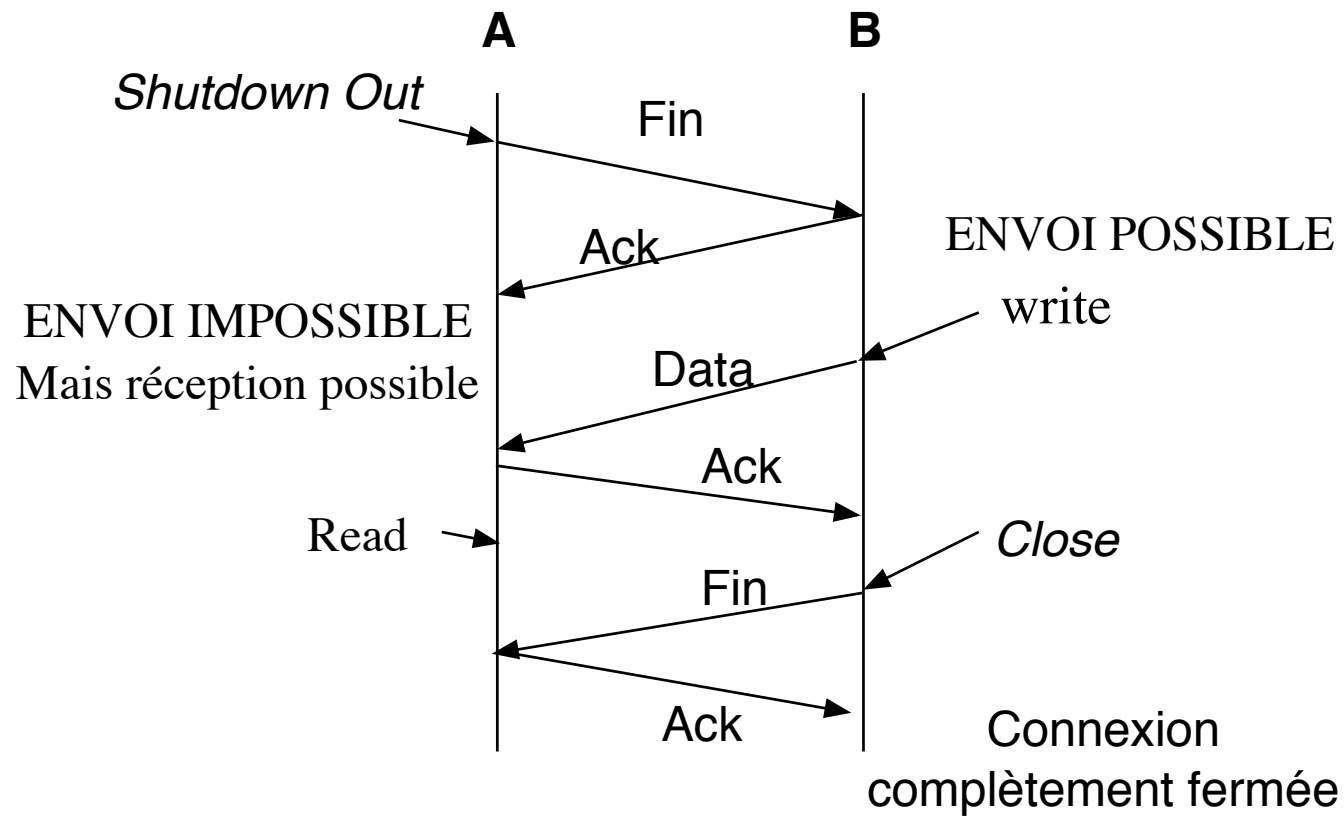 A
B
Shutdown Out
Fin
Ack
ENVOI POSSIBLE
write
ENVOI IMPOSSIBLE
Mais réception possible
Data
Ack
Read
Close
Fin
Ack
Connexion
complètement fermée